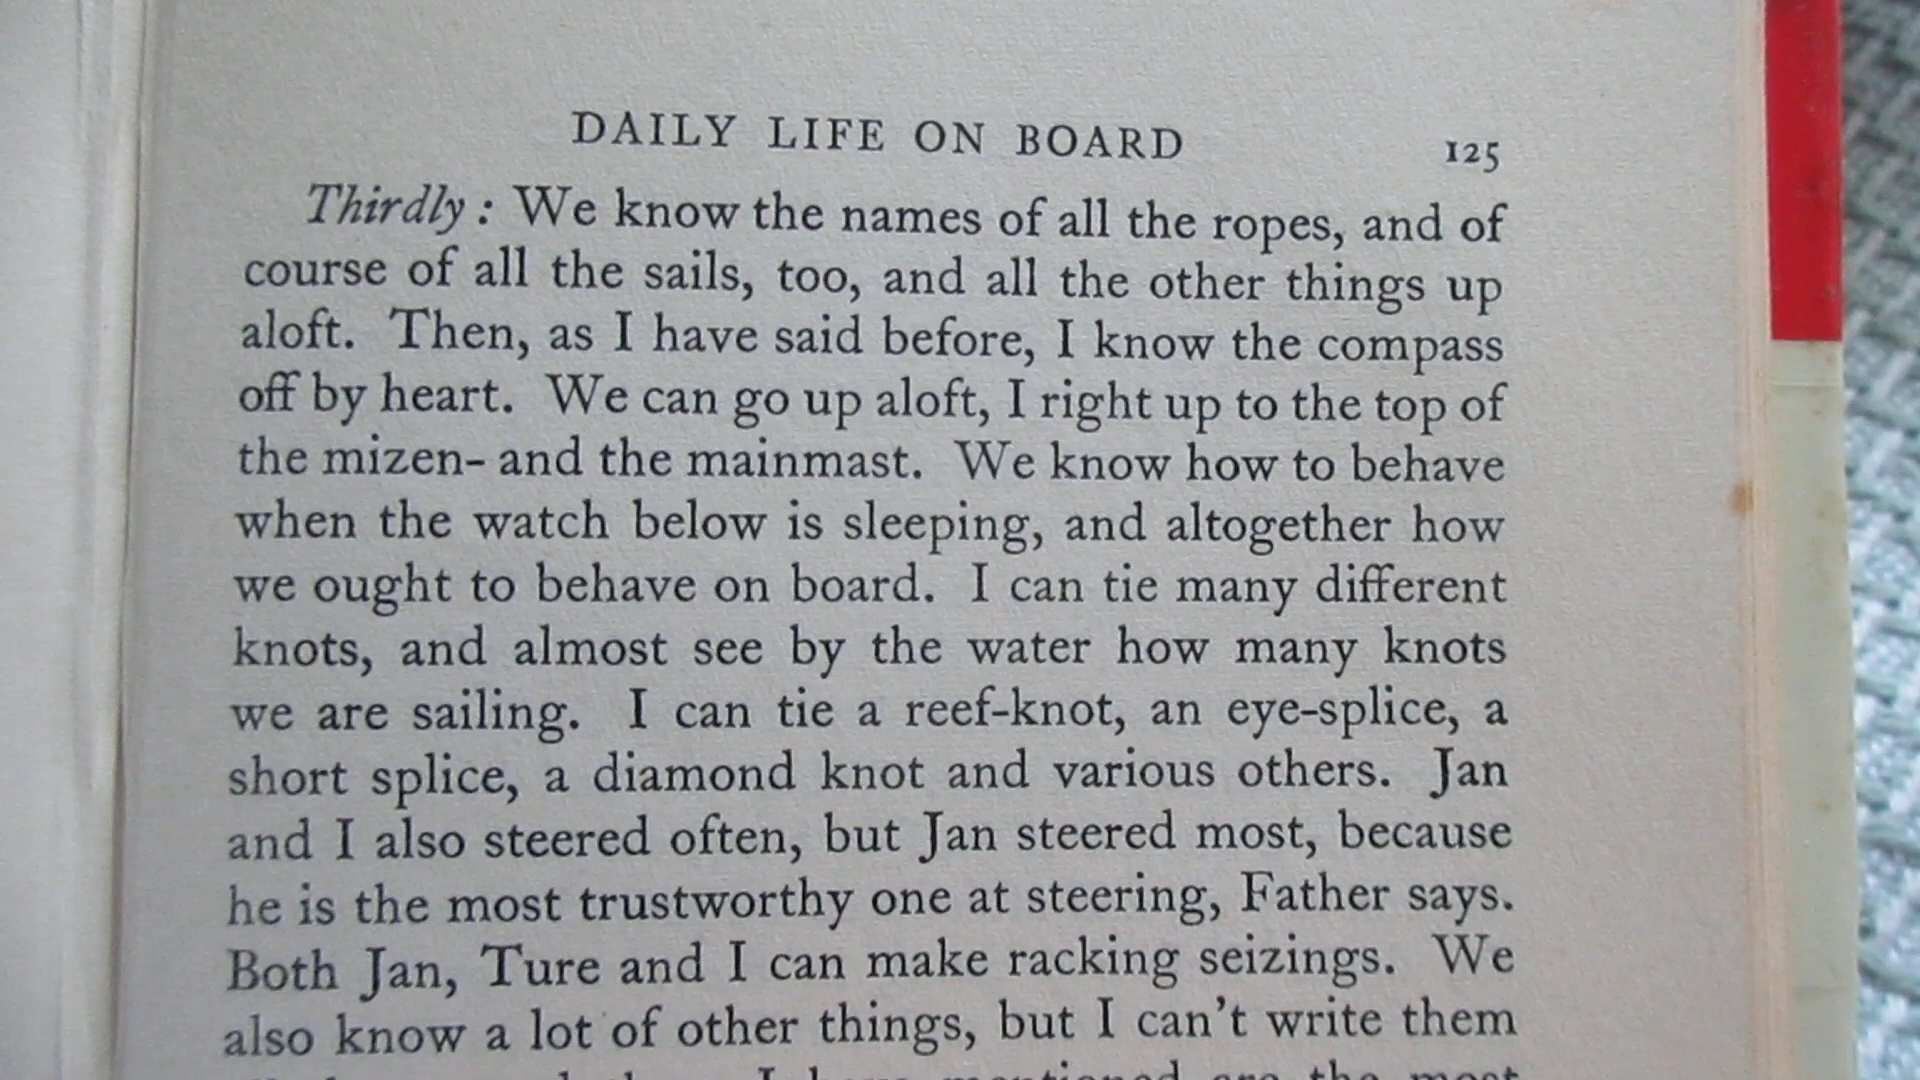 DAILY LIFE ON BOARD 125
Thirdly: We know the names of all the ropes, and of
course of all the sails, too, and all the other things up
aloft. Then, as I have said before, I know the compass
off by heart. We can go up aloft, I right up to the top of
the mizen- and the mainmast. We know how to behave
when the watch below is sleeping, and altogether how
we ought to behave on board. I can tie many different
knots, and almost see by the water how many knots
we are sailing. I can tie a reef-knot, an eye-splice, a
short splice, a diamond knot and various others. Jan
and I also steered often, but Jan steered most, because
he is the most trustworthy one at steering, Father says.
Both Jan, Ture and I can make racking seizings. We
also know a lot of other things, but I can't write them
I have mentioned are the most